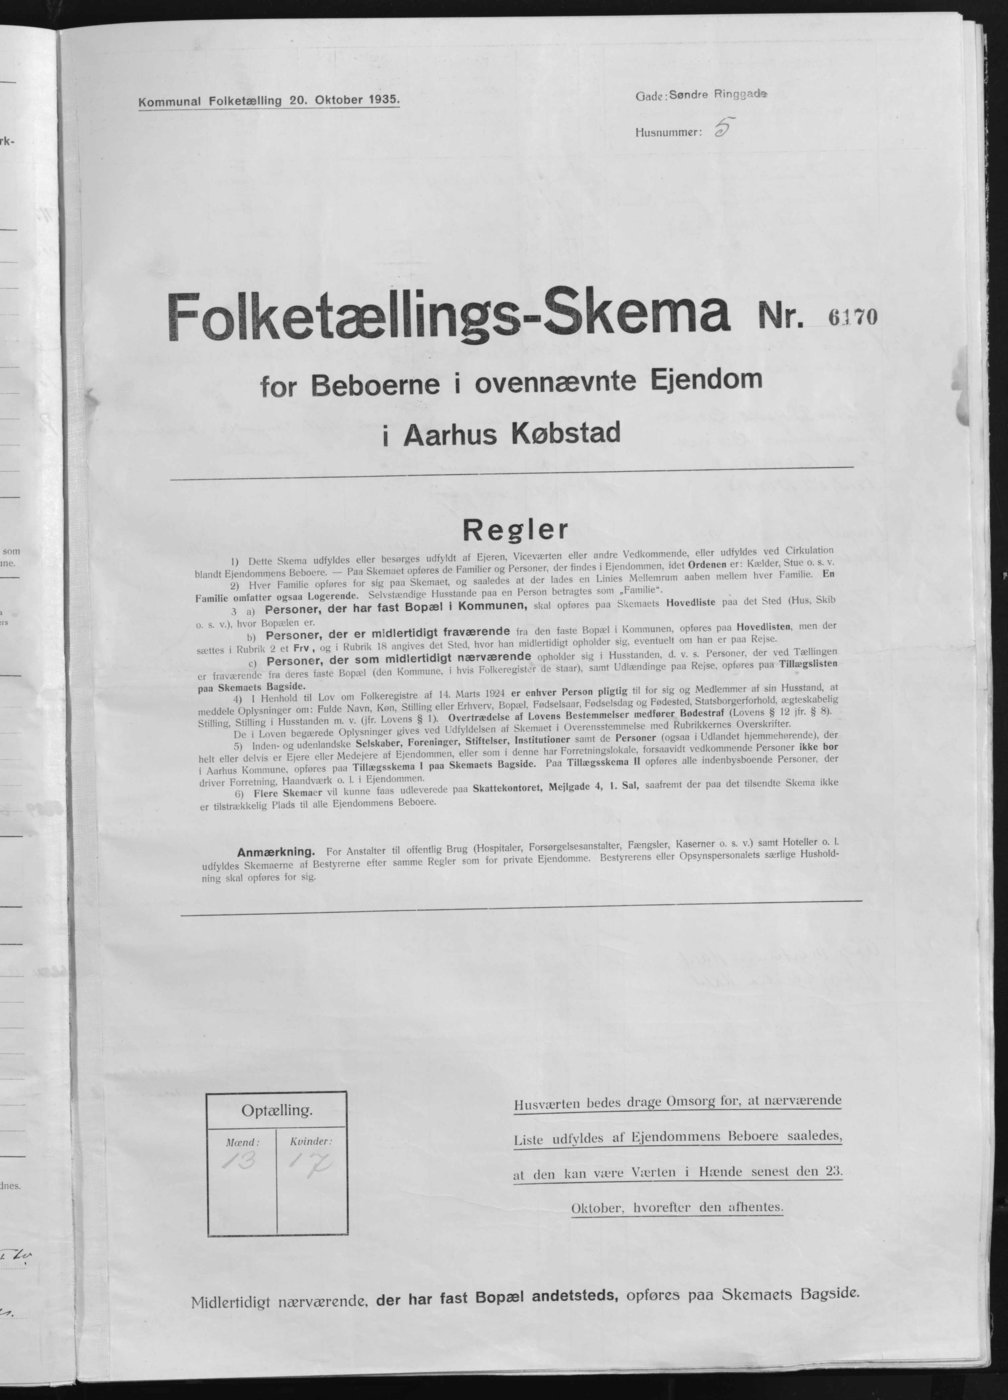 Kommunal Folketælling 20. Oktober 1935.
Gade: Søndre Ringgade
Husnummer: 5
Folketællings-Skema Nr. 6170
for Beboerne i ovennævnte Ejendom
i Aarhus Købstad
Regler
1) Dette Skema udfyldes eller besørges udfyldt af Ejeren, Viceværten eller andre Vedkommende, eller udfyldes ved Cirkulation
blandt Ejendommens Beboere. — Paa Skemaet opføres de Familier og Personer, der findes i Ejendommen, idet Ordenen er: Kælder, Stue o. s. v.
2) Hver Familie opføres for sig paa Skemaet, og saaledes at der lades en Linies Mellemrum aaben mellem hver Familie. En
Familie omfatter ogsaa Logerende. Selvstændige Husstande paa en Person betragtes som „Familie“.
3 a) Personer, der har fast Bopæl i Kommunen, skal opføres paa Skemaets Hovedliste paa det Sted (Hus, Skib
o. s. v.), hvor Bopælen er.
b) Personer, der er midlertidigt fraværende fra den faste Bopæl i Kommunen, opføres paa Hovedlisten, men der
sættes i Rubrik 2 et Frv., og i Rubrik 18 angives det Sted, hvor han midlertidigt opholder sig, eventuelt om han er paa Rejse.
c) Personer, der som midlertidigt nærværende opholder sig i Husstanden, d. v. s. Personer, der ved Tællingen
er fraværende fra deres faste Bopæl (den Kommune, i hvis Folkeregister de staar), samt Udlændinge paa Rejse, opføres paa Tillægslisten
paa Skemaets Bagside.
4) I Henhold til Lov om Folkeregistre af 14. Marts 1924 er enhver Person pligtig til for sig og Medlemmer af sin Husstand, at
meddele Oplysninger om: Fulde Navn, Køn, Stilling eller Erhverv, Bopæl, Fødselsaar, Fødselsdag og Fødested, Statsborgerforhold, ægteskabelig
Stilling, Stilling i Husstanden m. v. (jfr. Lovens § 1). Overtrædelse af Lovens Bestemmelser medfører Bødestraf (Lovens § 12 jfr. § 8).
De i Loven begærede Oplysninger gives ved Udfyldelsen af Skemaet i Overensstemmelse med Rubrikkernes Overskrifter.
5) Inden- og udenlandske Selskaber, Foreninger, Stiftelser, Institutioner samt de Personer (ogsaa i Udlandet hjemmehørende), der
helt eller delvis er Ejere eller Medejere af Ejendommen, eller som i denne har Forretningslokale, forsaavidt vedkommende Personer ikke bor
i Aarhus Kommune, opføres paa Tillægsskema I paa Skemaets Bagside. Paa Tillægsskema II opføres alle indenbysboende Personer, der
driver Forretning, Haandværk o. l. i Ejendommen.
6) Flere Skemaer vil kunne faas udleverede paa Skattekontoret, Mejlgade 4, 1. Sal, saafremt der paa det tilsendte Skema ikke
er tilstrækkelig Plads til alle Ejendommens Beboere.
Anmærkning. For Anstalter til offentlig Brug (Hospitaler, Forsørgelsesanstalter, Fængsler, Kaserner o. s. v.) samt Hoteller o. l.
udfyldes Skemaerne af Bestyrerne efter samme Regler som for private Ejendomme. Bestyrerens eller Opsynspersonalets særlige Hushold-
ning skal opføres for sig.
Optælling.
Mænd: Kvinder:
13 17
Husværten bedes drage Omsorg for, at nærværende
Liste udfyldes af Ejendommens Beboere saaledes,
at den kan være Værten i Hænde senest den 23.
Oktober, hvorefter den afhentes.
Midlertidigt nærværende, der har fast Bopæl andetsteds, opføres paa Skemaets Bagside.